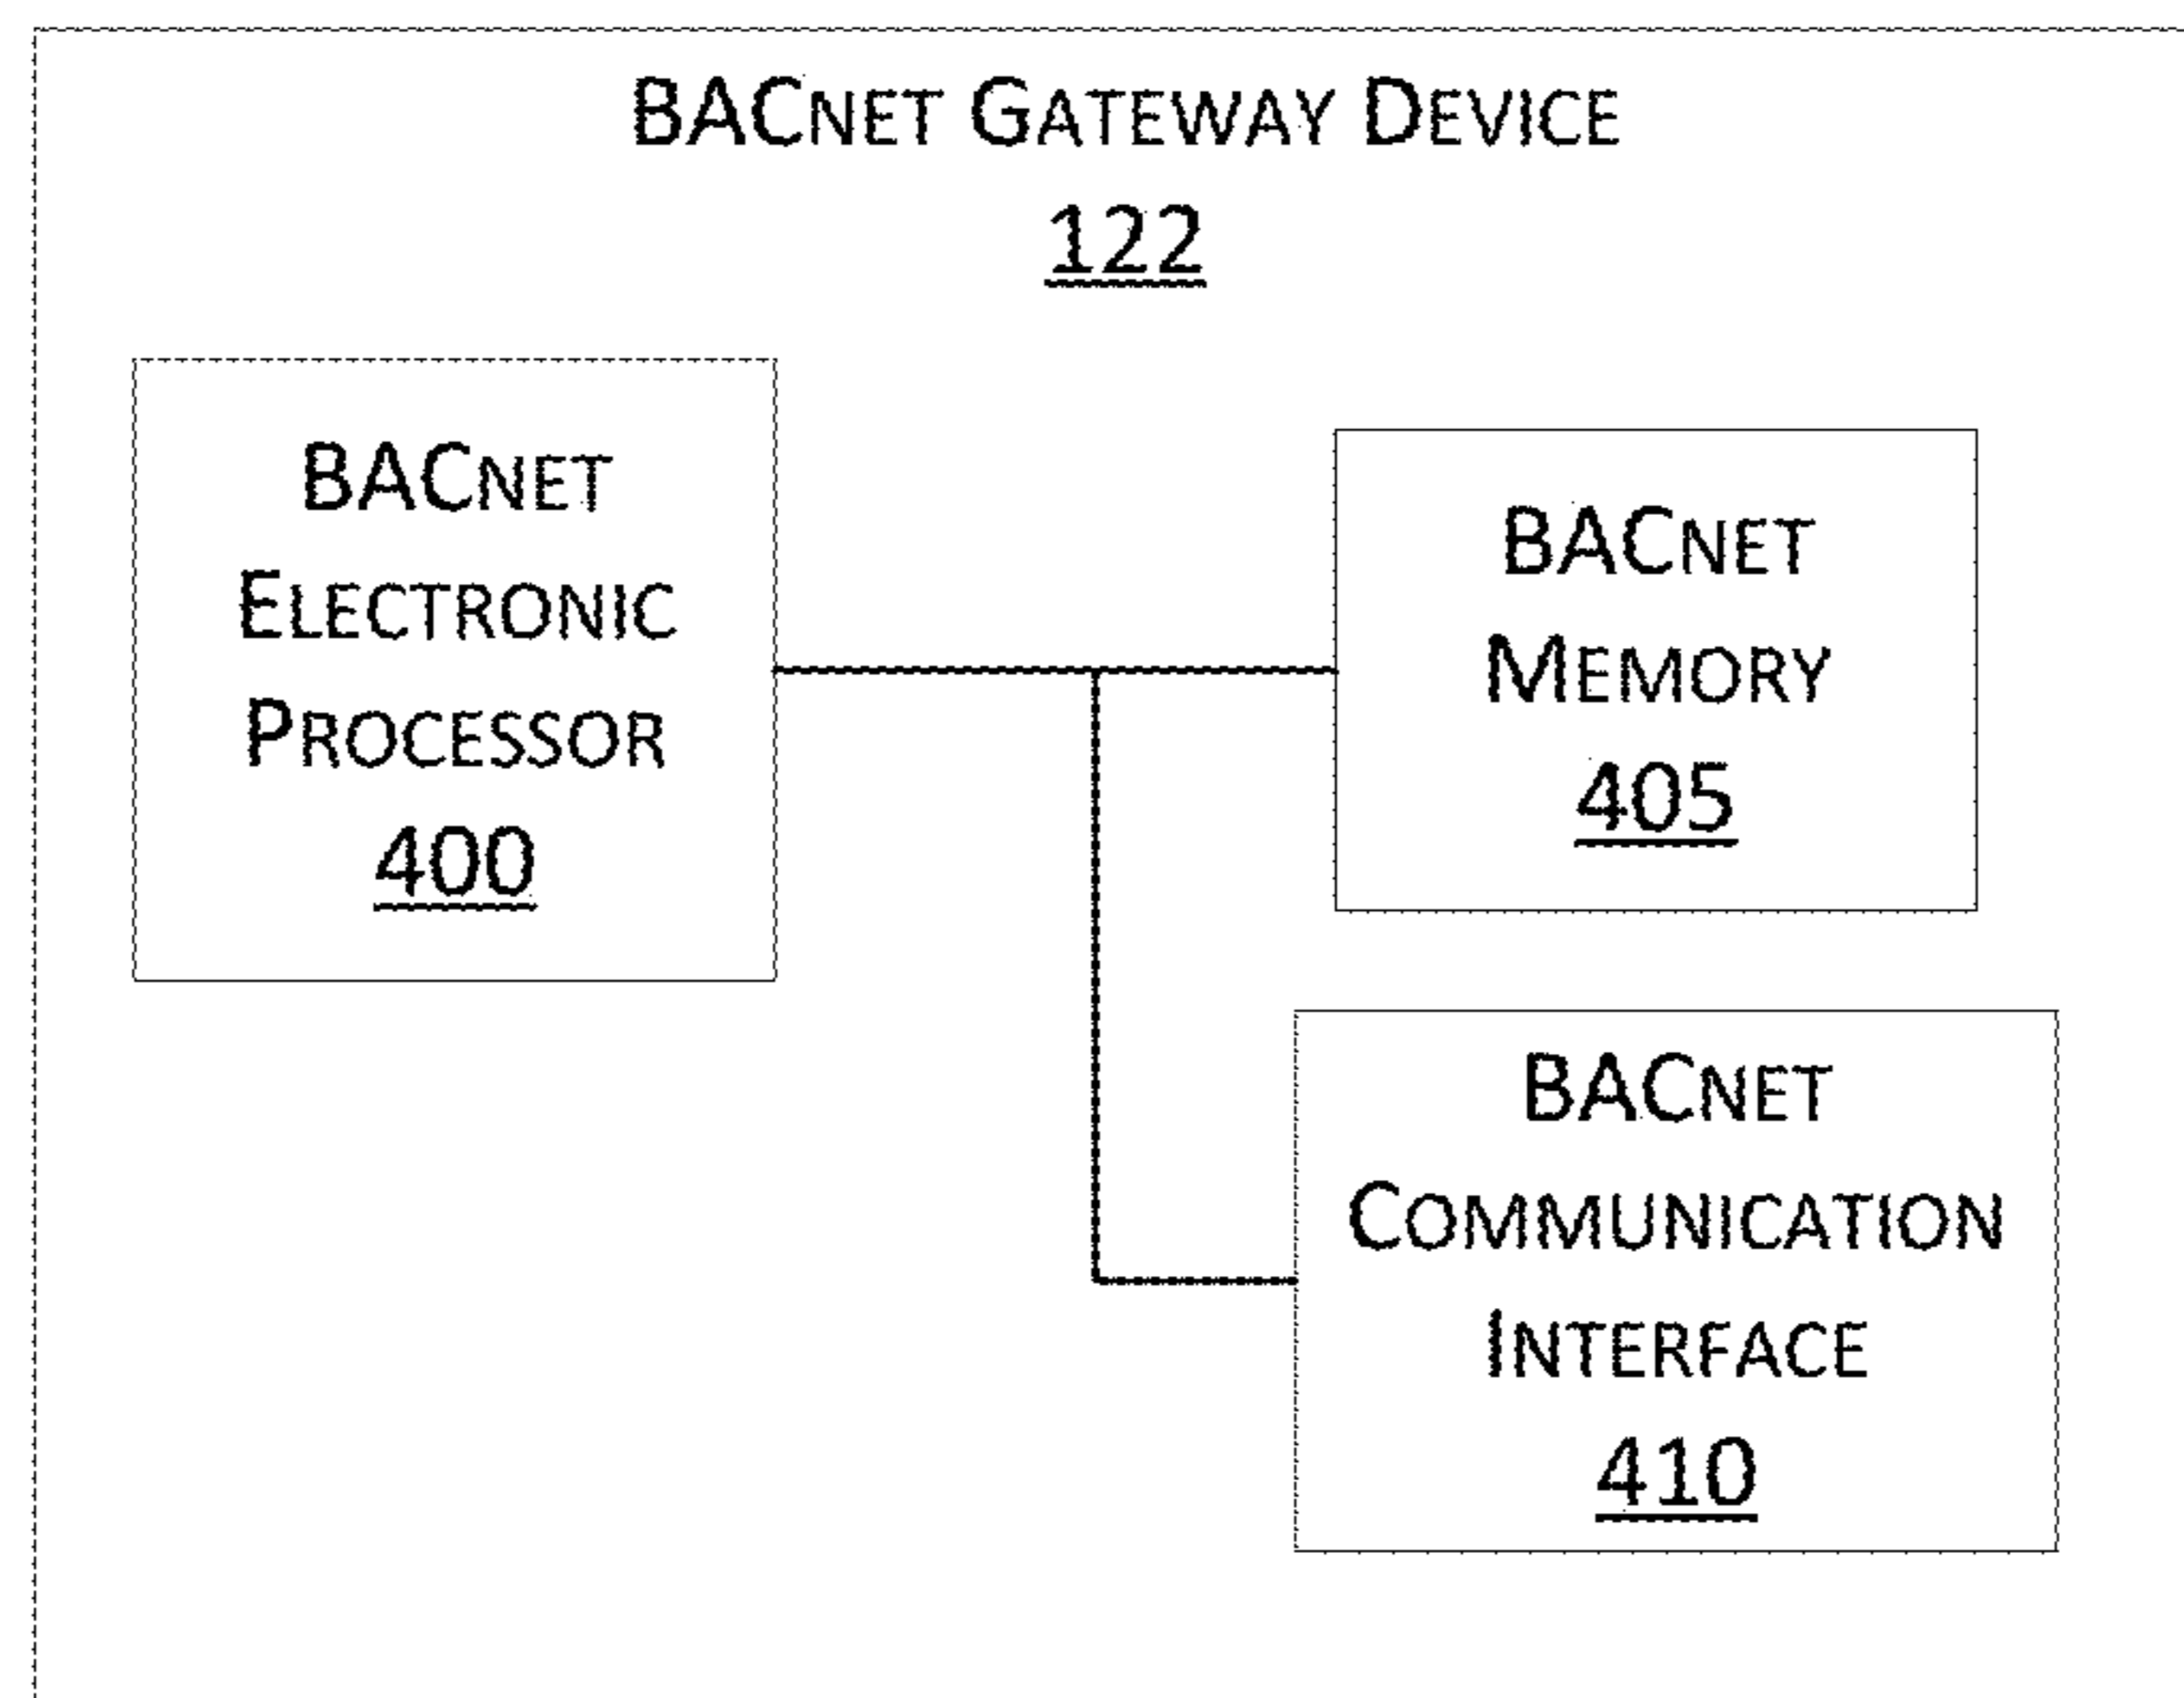 BACNET GATEWAY DEVICE
122
BACNET
ELECTRONIC
PROCESSOR
400
BACNET
MEMORY
405
BACNET
COMMUNICATION
INTERFACE
410